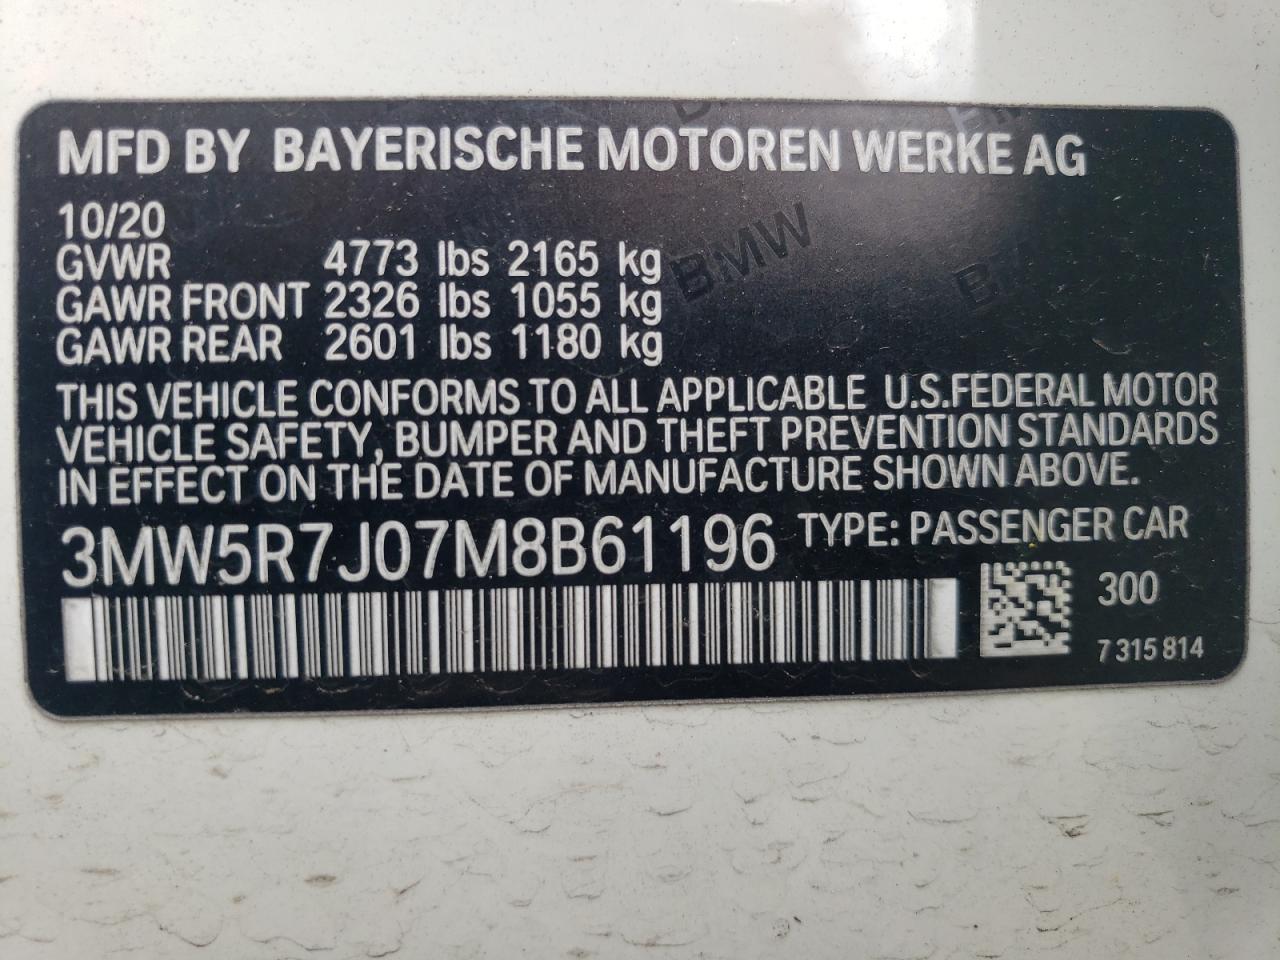 MFD BY BAYERISCHE MOTOREN WERKE AG
10/20
GVWR 4773 lbs 2165 kg
GAWR FRONT 2326 lbs 1055 kg
GAWR REAR 2601 lbs 1180 kg
THIS VEHICLE CONFORMS TO ALL APPLICABLE U.S.FEDERAL MOTOR
VEHICLE SAFETY, BUMPER AND THEFT PREVENTION STANDARDS
IN EFFECT ON THE DATE OF MANUFACTURE SHOWN ABOVE.
3MW5R7J07M8B61196 TYPE: PASSENGER CAR
300
7 315 814
BMW